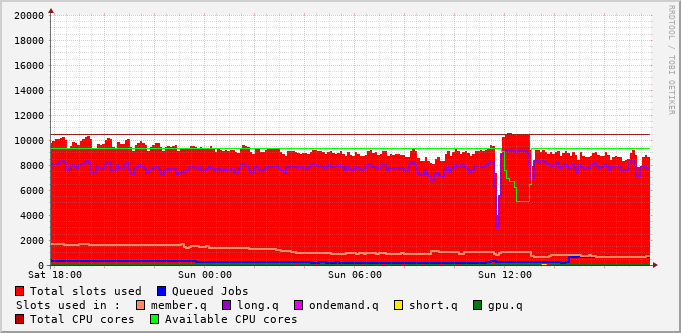 20000
18000
16000
14000
12000
10000
8000
6000
4000
2000
0
Sat 18:00 Sun 00:00 Sun 06:00 Sun 12:00
Total slots used Queued Jobs
Slots used in : member.q long.q ondemand.q short.q gpu.q
Total CPU cores Available CPU cores
RRDTOOL / TOBI OETIKER